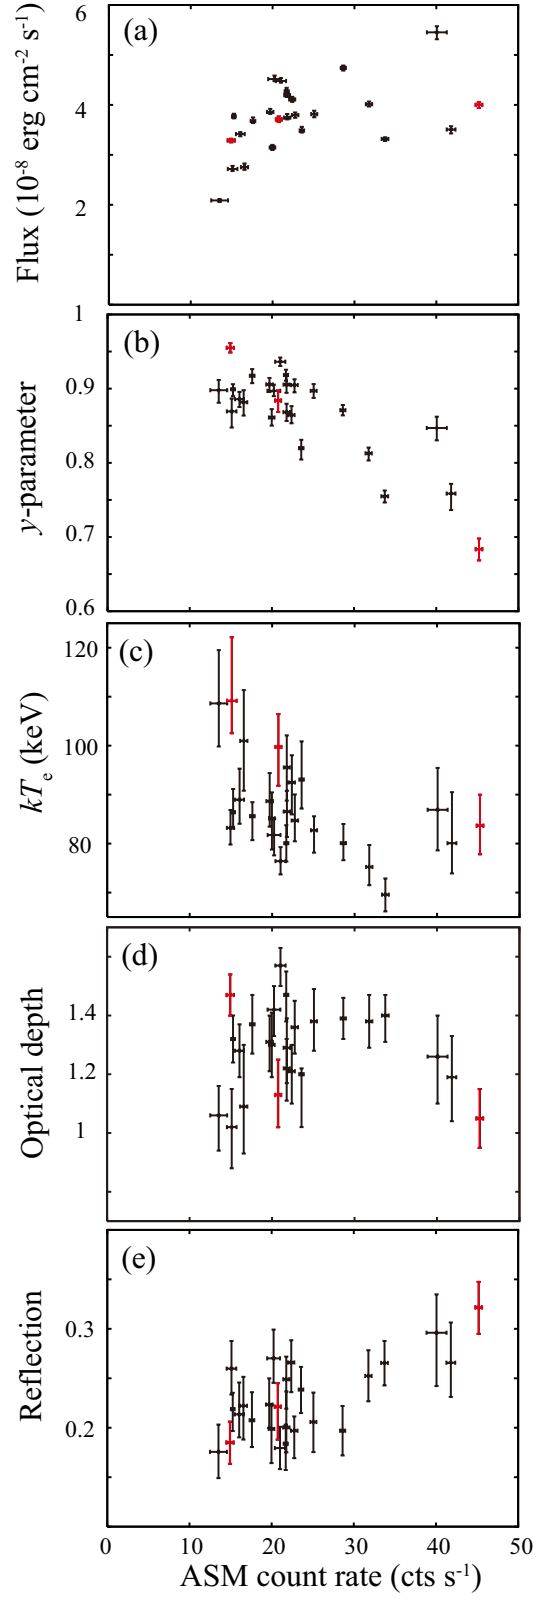 (a)
6
4
2
Flux (10⁻⁸ erg cm⁻² s⁻¹)
(b)
1
0.9
0.8
0.7
0.6
y-parameter
(c)
120
100
80
kTₑ (keV)
(d)
1.4
1.2
1
Optical depth
(e)
0.3
0.2
Reflection
0 10 20 30 40 50
ASM count rate (cts s⁻¹)